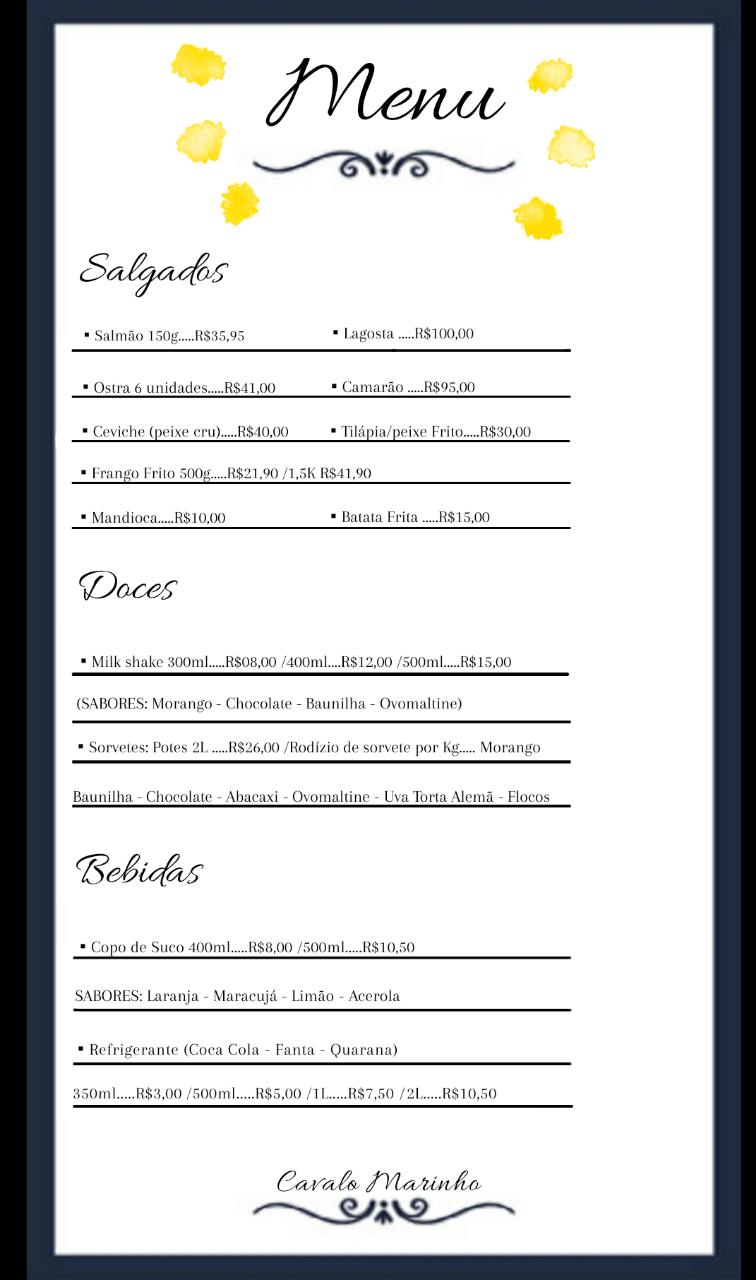 Menu
Salgados
▪ Salmão 150g.....R$35,95 ▪ Lagosta .....R$100,00
▪ Ostra 6 unidades.....R$41,00 ▪ Camarão .....R$95,00
▪ Ceviche (peixe cru).....R$40,00 ▪ Tilápia/peixe Frito.....R$30,00
▪ Frango Frito 500g.....R$21,90 /1,5K R$41,90
▪ Mandioca.....R$10,00 ▪ Batata Frita .....R$15,00
Doces
▪ Milk shake 300ml.....R$08,00 /400ml....R$12,00 /500ml.....R$15,00
(SABORES: Morango - Chocolate - Baunilha - Ovomaltine)
▪ Sorvetes: Potes 2L .....R$26,00 /Rodízio de sorvete por Kg..... Morango
Baunilha - Chocolate - Abacaxi - Ovomaltine - Uva Torta Alemã - Flocos
Bebidas
▪ Copo de Suco 400ml.....R$8,00 /500ml.....R$10,50
SABORES: Laranja - Maracujá - Limão - Acerola
▪ Refrigerante (Coca Cola - Fanta - Quarana)
350ml.....R$3,00 /500ml.....R$5,00 /1L.....R$7,50 /2L.....R$10,50
Cavalo Marinho